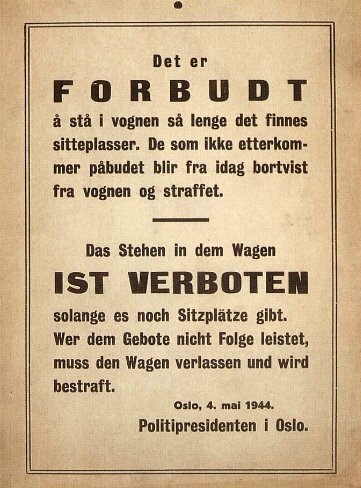 Det er
FORBUDT
å stå i vognen så lenge det finnes
sitteplasser. De som ikke etterkom-
mer påbudet blir fra idag bortvist
fra vognen og straffet.
Das Stehen in dem Wagen
IST VERBOTEN
solange es noch Sitzplätze gibt.
Wer dem Gebote nicht Folge leistet,
muss den Wagen verlassen und wird
bestraft.
Oslo, 4. mai 1944.
Politipresidenten i Oslo.